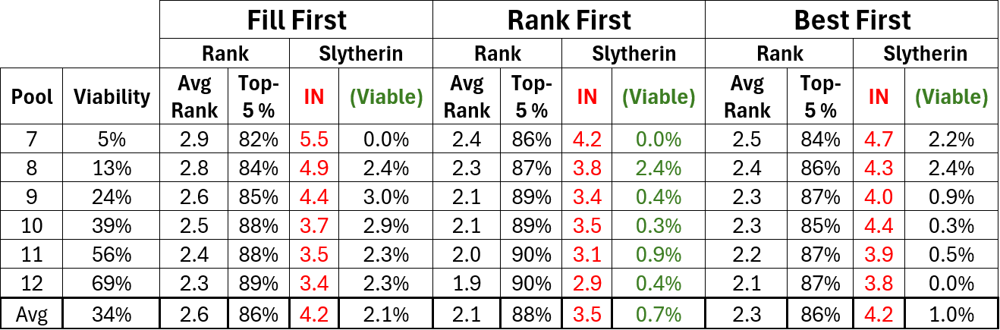 Fill First Rank First Best First
Rank Slytherin Rank Slytherin Rank Slytherin
Pool Viability Avg Rank Top-5 % IN (Viable) Avg Rank Top-5 % IN (Viable) Avg Rank Top-5 % IN (Viable)
7 5% 2.9 82% 5.5 0.0% 2.4 86% 4.2 0.0% 2.5 84% 4.7 2.2%
8 13% 2.8 84% 4.9 2.4% 2.3 87% 3.8 2.4% 2.4 86% 4.3 2.4%
9 24% 2.6 85% 4.4 3.0% 2.1 89% 3.4 0.4% 2.3 87% 4.0 0.9%
10 39% 2.5 88% 3.7 2.9% 2.1 89% 3.5 0.3% 2.3 85% 4.4 0.3%
11 56% 2.4 88% 3.5 2.3% 2.0 90% 3.1 0.9% 2.2 87% 3.9 0.5%
12 69% 2.3 89% 3.4 2.3% 1.9 90% 2.9 0.4% 2.1 87% 3.8 0.0%
Avg 34% 2.6 86% 4.2 2.1% 2.1 88% 3.5 0.7% 2.3 86% 4.2 1.0%